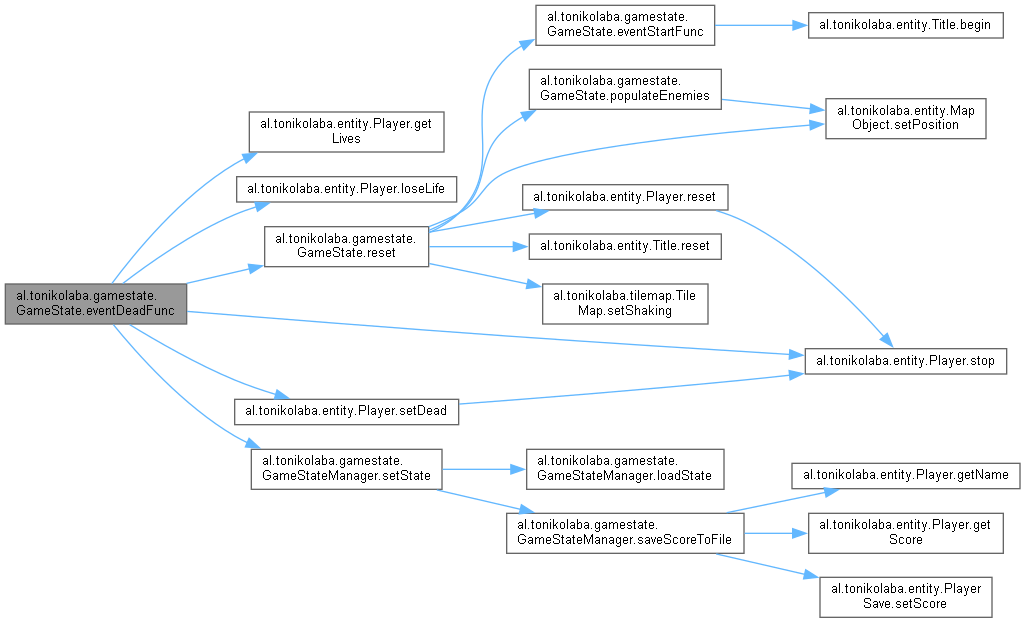 al.tonikolaba.gamestate.
GameState.eventDeadFunc
al.tonikolaba.entity.Player.get
Lives
al.tonikolaba.entity.Player.loseLife
al.tonikolaba.gamestate.
GameState.reset
al.tonikolaba.gamestate.
GameState.eventStartFunc
al.tonikolaba.entity.Title.begin
al.tonikolaba.gamestate.
GameState.populateEnemies
al.tonikolaba.entity.Map
Object.setPosition
al.tonikolaba.entity.Player.reset
al.tonikolaba.entity.Title.reset
al.tonikolaba.tilemap.Tile
Map.setShaking
al.tonikolaba.entity.Player.stop
al.tonikolaba.entity.Player.setDead
al.tonikolaba.gamestate.
GameStateManager.setState
al.tonikolaba.gamestate.
GameStateManager.loadState
al.tonikolaba.gamestate.
GameStateManager.saveScoreToFile
al.tonikolaba.entity.Player.getName
al.tonikolaba.entity.Player.get
Score
al.tonikolaba.entity.Player
Save.setScore